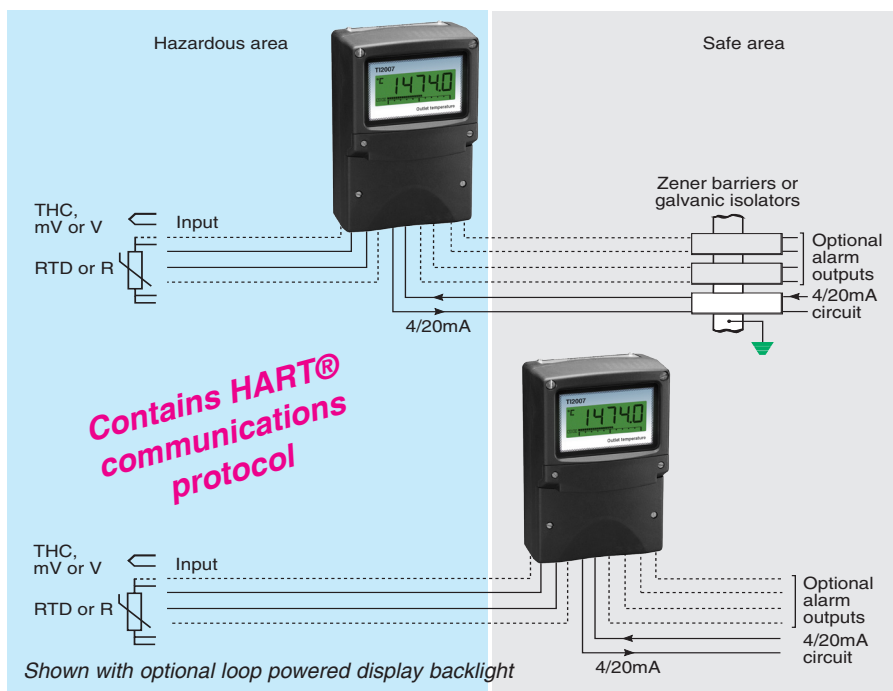 Hazardous area
Safe area
TI2007
°C
1474.0
Outlet temperature
Zener barriers or
galvanic isolators
THC,
mV or V
Input
RTD or R
Optional
alarm
outputs
4/20mA
circuit
4/20mA
Contains HART®
communications
protocol
TI2007
°C
1474.0
Outlet temperature
THC,
mV or V
Input
RTD or R
Optional
alarm
outputs
4/20mA
circuit
4/20mA
Shown with optional loop powered display backlight